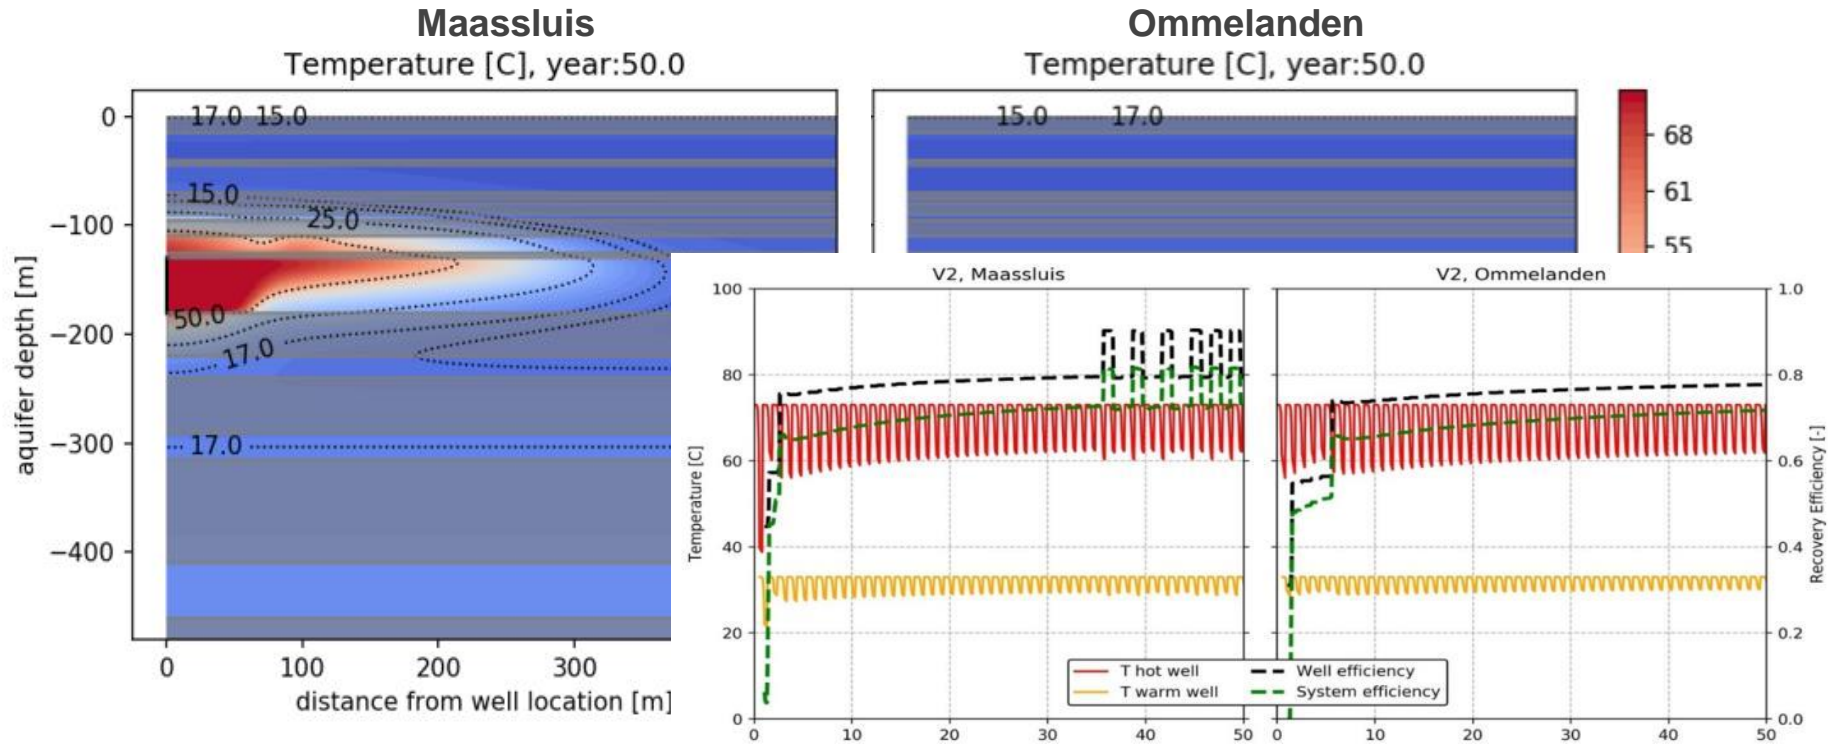 Maassluis
Ommelanden
Temperature [C], year:50.0
Temperature [C], year:50.0
0
−100
−200
−300
−400
aquifer depth [m]
17.0 15.0
15.0
25.0
50.0
17.0
17.0
0 100 200 300
distance from well location [m]
15.0 17.0
68
61
55
V2, Maassluis
V2, Ommelanden
100
80
60
40
20
0
Temperature [C]
1.0
0.8
0.6
0.4
0.2
0.0
Recovery Efficiency [-]
T hot well
T warm well
Well efficiency
System efficiency
0 10 20 30 40 50
0 10 20 30 40 50